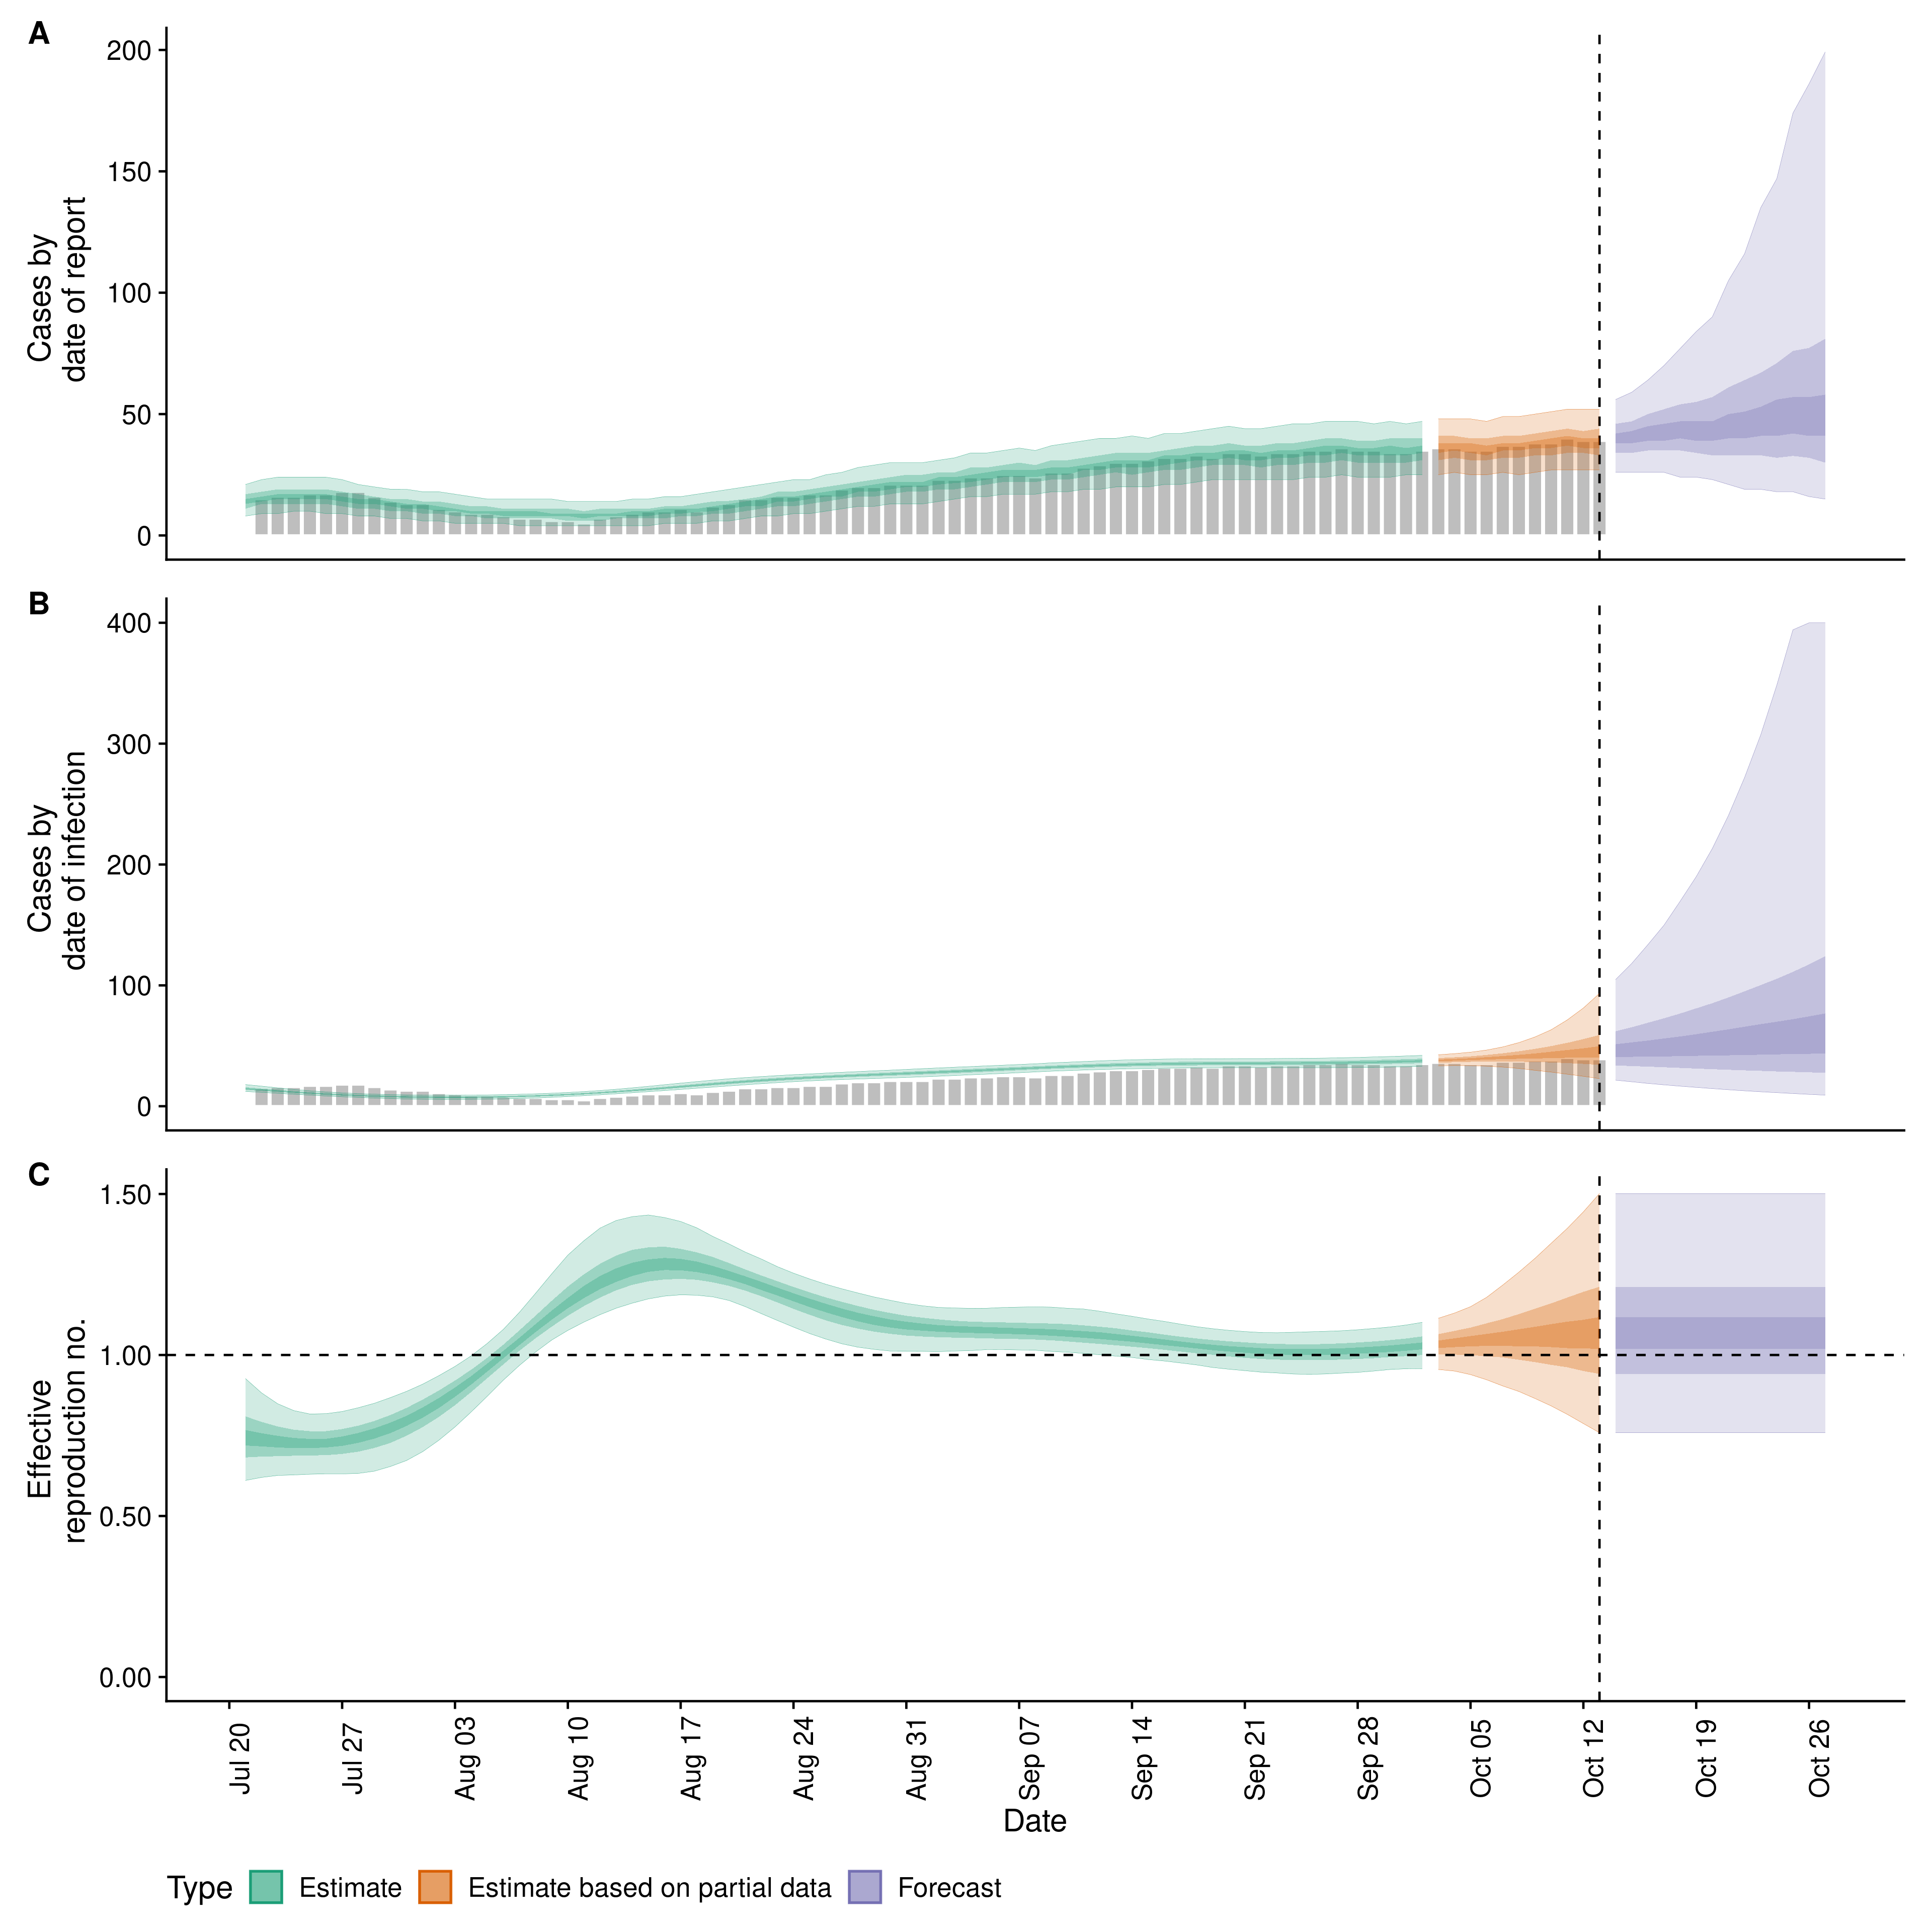 A
200
150
100
50
0
Cases by
date of report
B
400
300
200
100
0
Cases by
date of infection
C
1.50
1.00
0.50
0.00
Effective
reproduction no.
Jul 20
Jul 27
Aug 03
Aug 10
Aug 17
Aug 24
Aug 31
Sep 07
Sep 14
Sep 21
Sep 28
Oct 05
Oct 12
Oct 19
Oct 26
Date
Type Estimate Estimate based on partial data Forecast